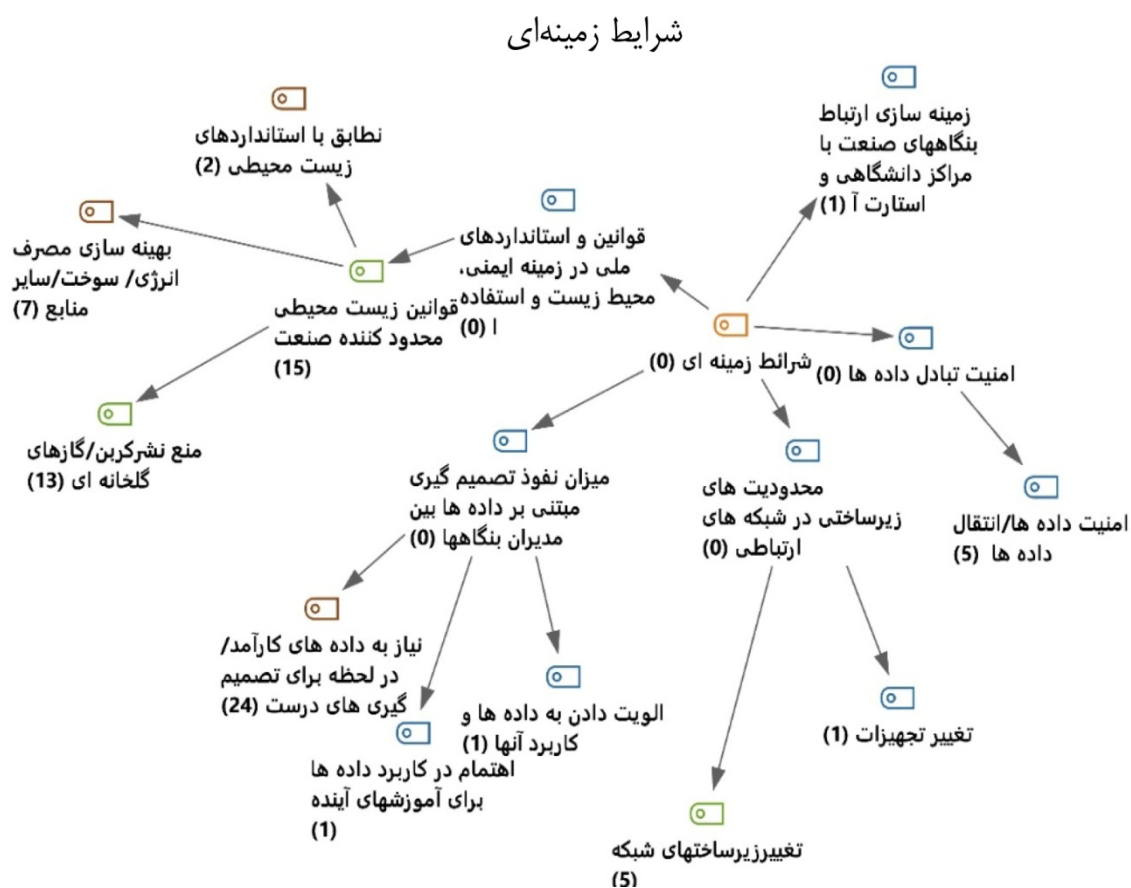 شرایط زمینه‌ای
زمینه سازی ارتباط
بنگاههای صنعت با
مراکز دانشگاهی و
استارت آ (1)
نطابق با استانداردهای
زیست محیطی (2)
قوانین و استانداردهای
ملی در زمینه ایمنی،
محیط زیست و استفاده
ا (0)
بهینه سازی مصرف
انرژی/ سوخت/سایر
منابع (7)
قوانین زیست محیطی
محدود کننده صنعت
(15)
شرائط زمینه ای (0)
امنیت تبادل داده ها (0)
منع نشرکربن/گازهای
گلخانه ای (13)
میزان نفوذ تصمیم گیری
مبتنی بر داده ها بین
مدیران بنگاهها (0)
محدودیت های
زیرساختی در شبکه های
ارتباطی (0)
امنیت داده ها/انتقال
داده ها (5)
نیاز به داده های کارآمد/
در لحظه برای تصمیم
گیری های درست (24)
الویت دادن به داده ها و
کاربرد آنها (1)
تغییر تجهیزات (1)
اهتمام در کاربرد داده ها
برای آموزشهای آینده
(1)
تغییرزیرساختهای شبکه
(5)